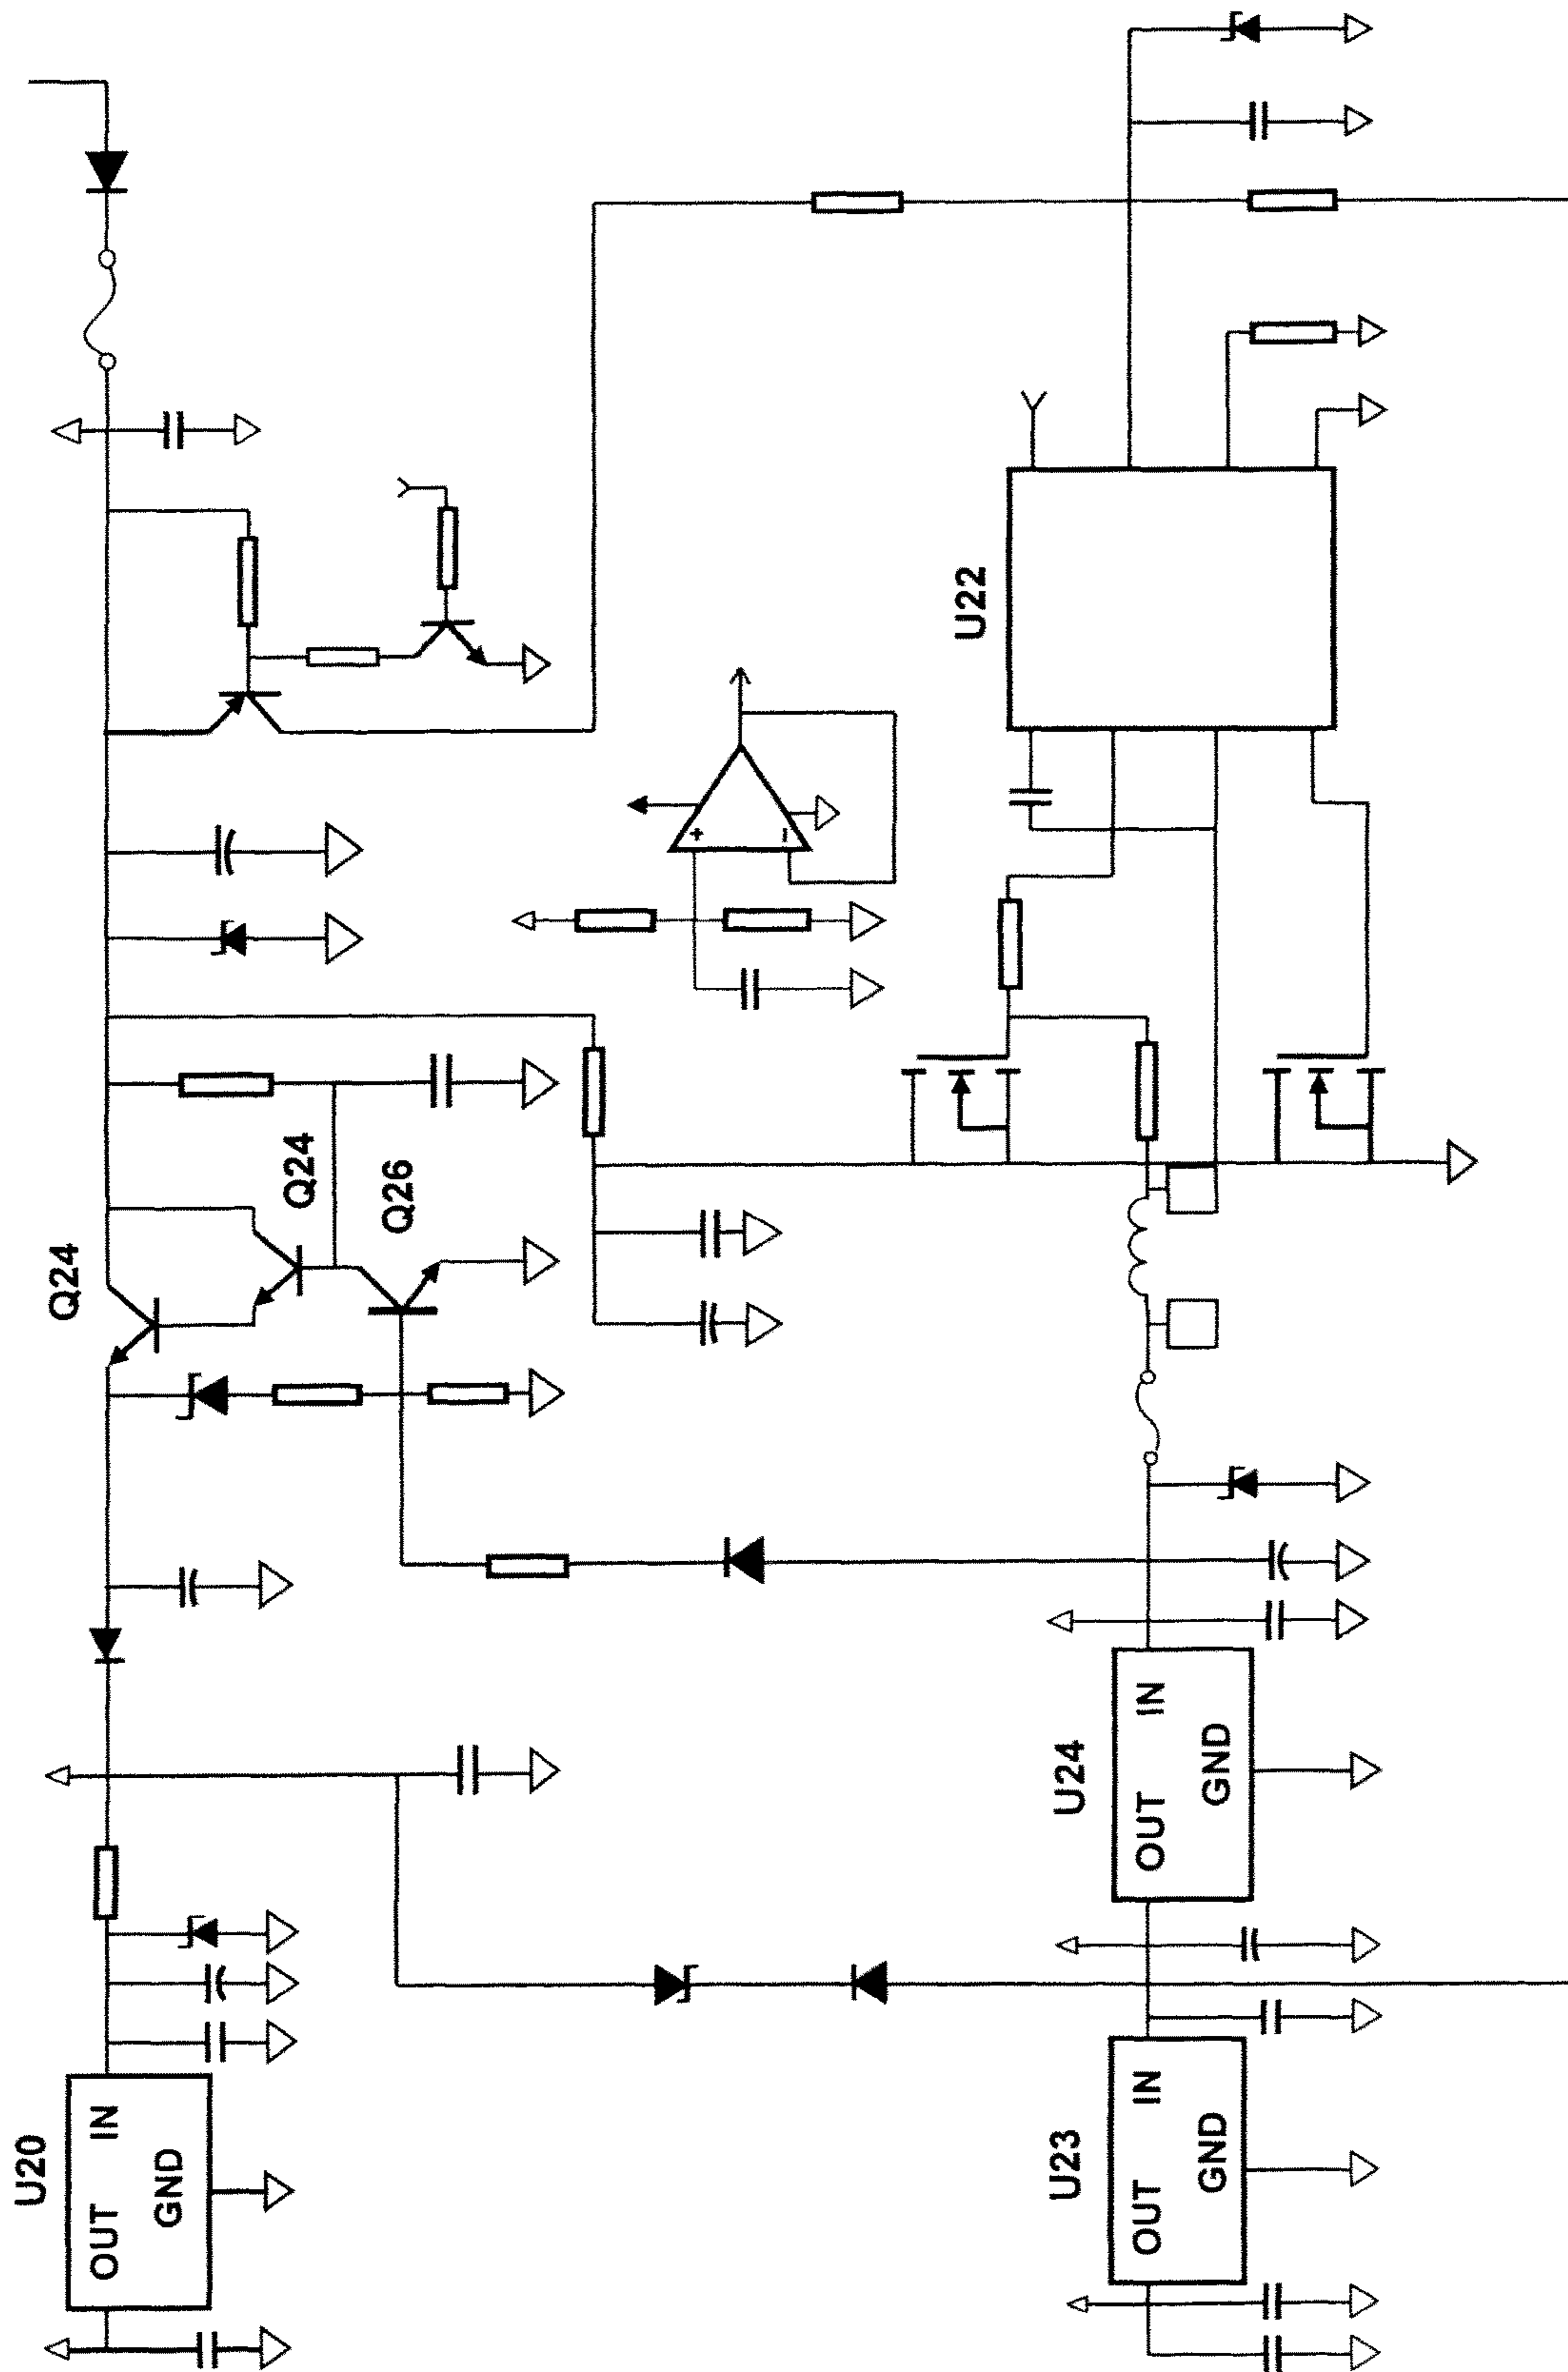 U22
+
-
Q24
Q24
Q26
U24
IN
OUT
GND
U20
IN
OUT
GND
U23
IN
OUT
GND